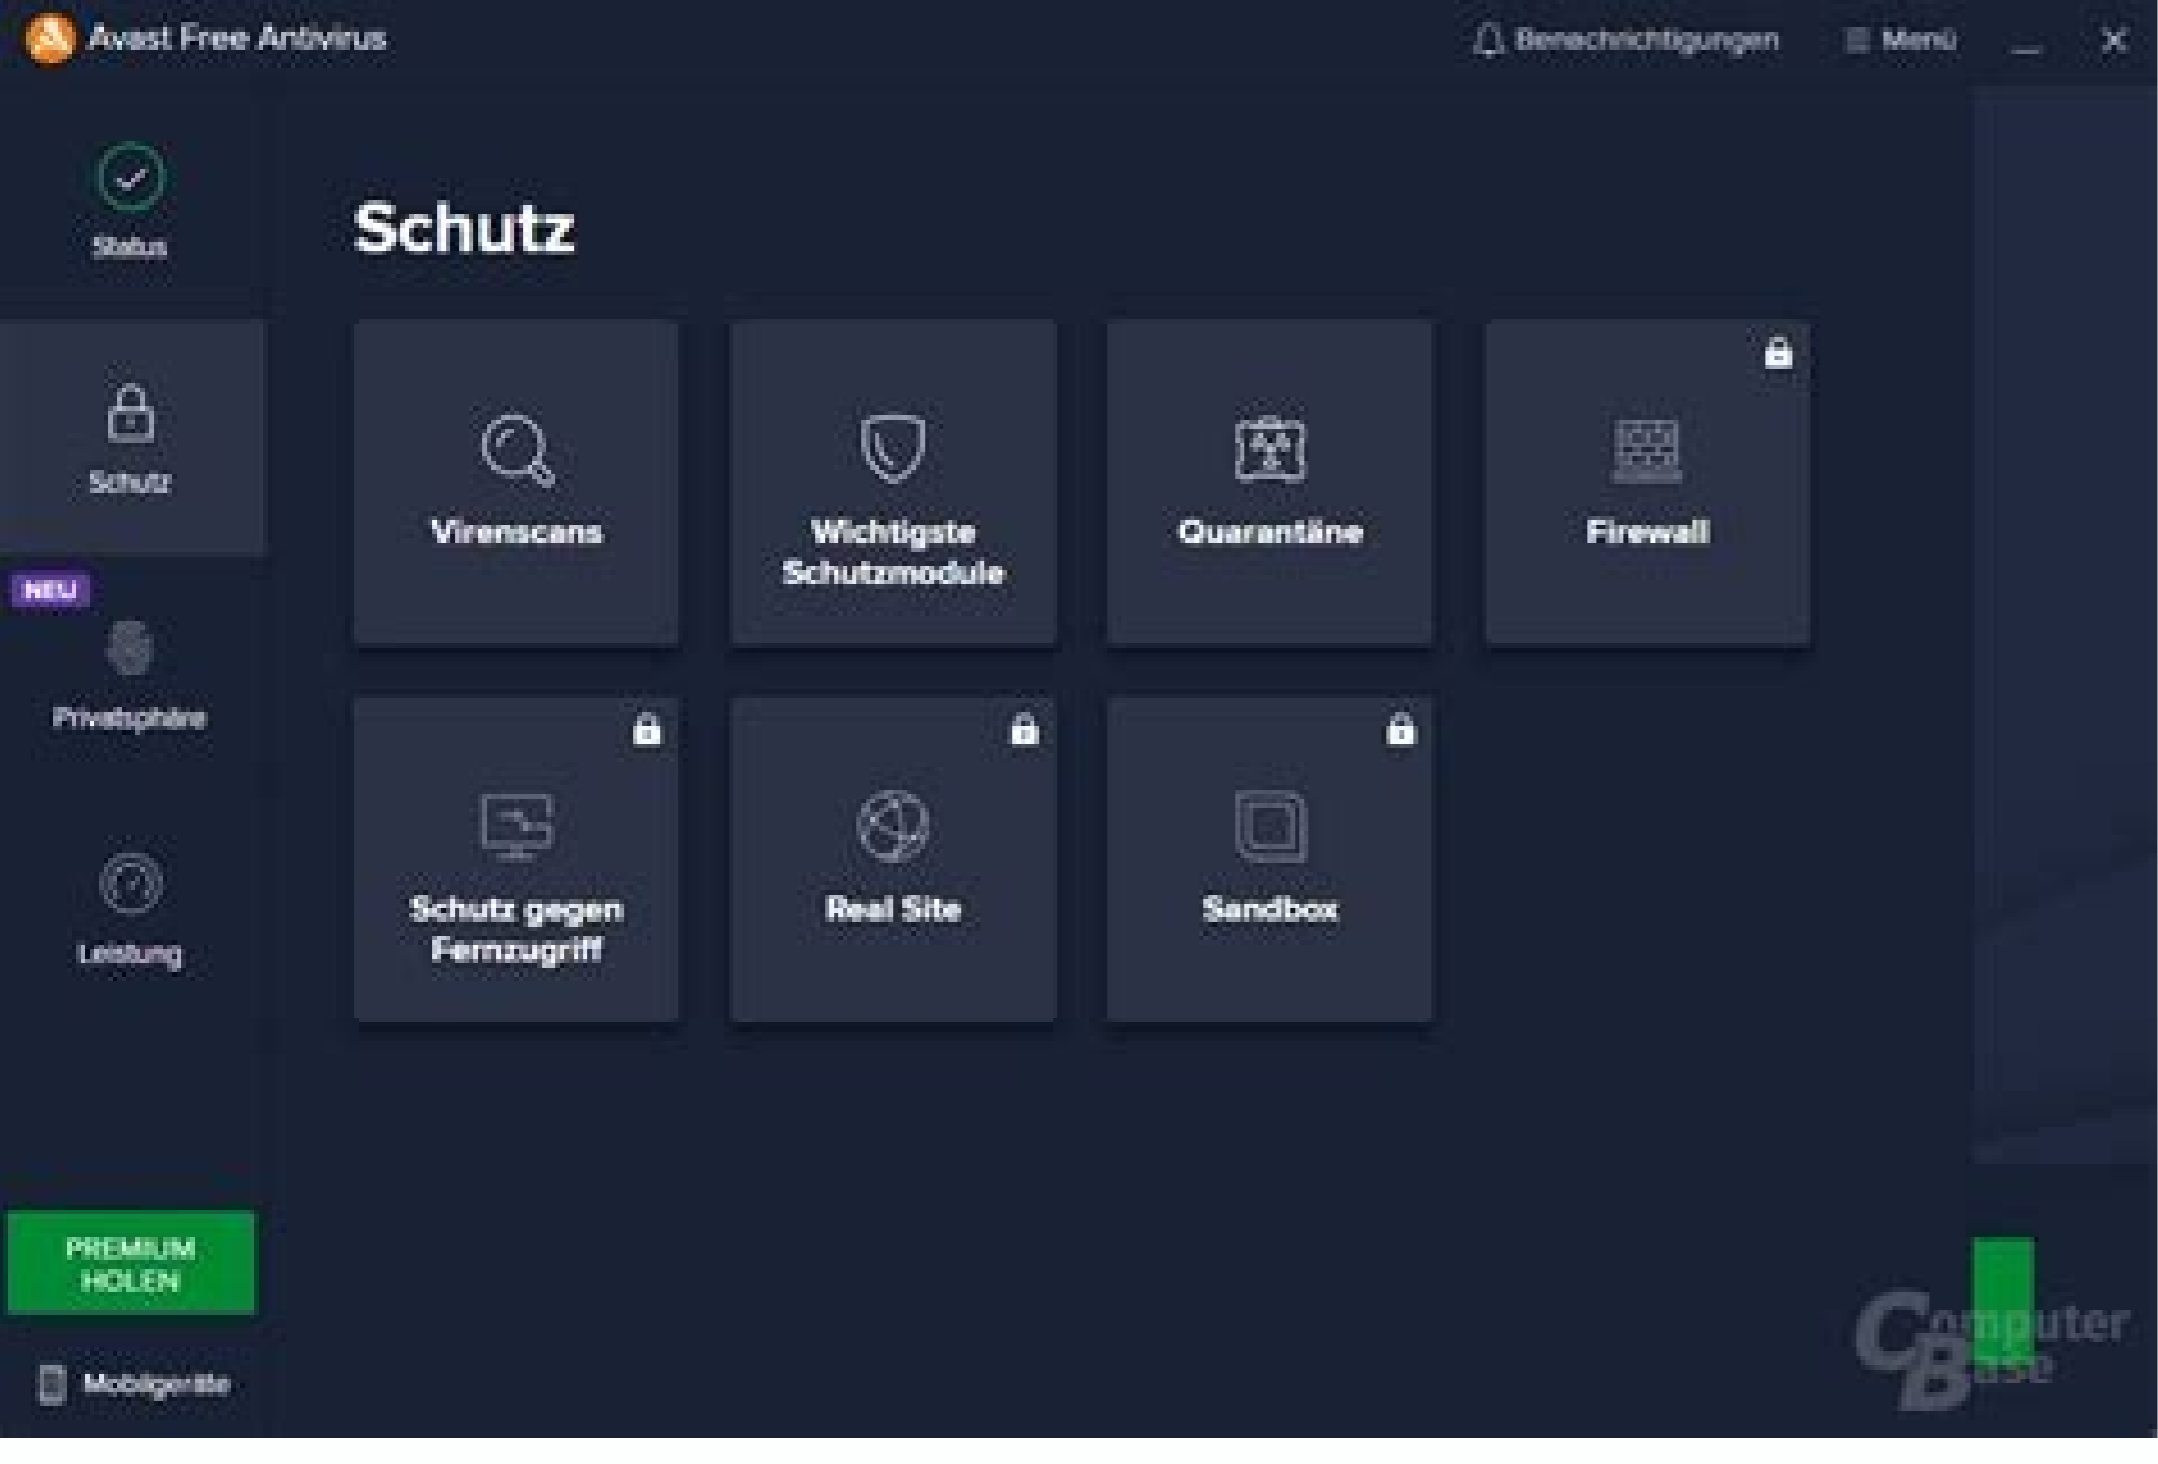 Avast Free Antivirus
Benachrichtigungen
Menü
Status
Schutz
NEU
Privatsphäre
Leistung
PREMIUM
HOLEN
Mobilgeräte
Schutz
Virenscans
Wichtigste
Schutzmodule
Quarantäne
Firewall
Schutz gegen
Fernzugriff
Real Site
Sandbox
Computer
Base